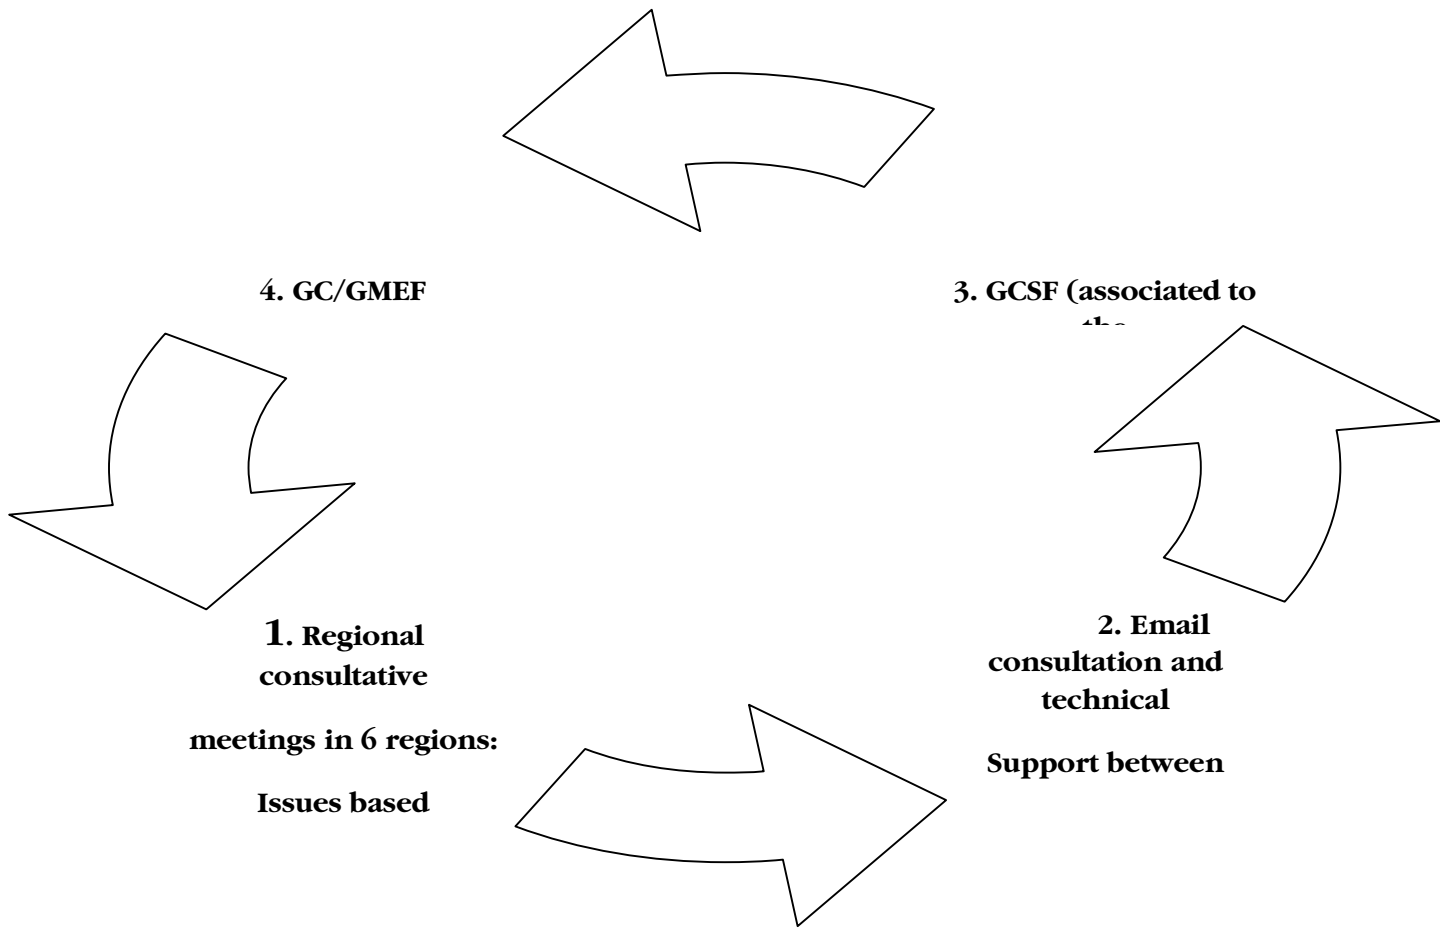 4. GC/GMEF
3. GCSF (associated to
1. Regional
consultative
meetings in 6 regions:
Issues based
2. Email
consultation and
technical
Support between